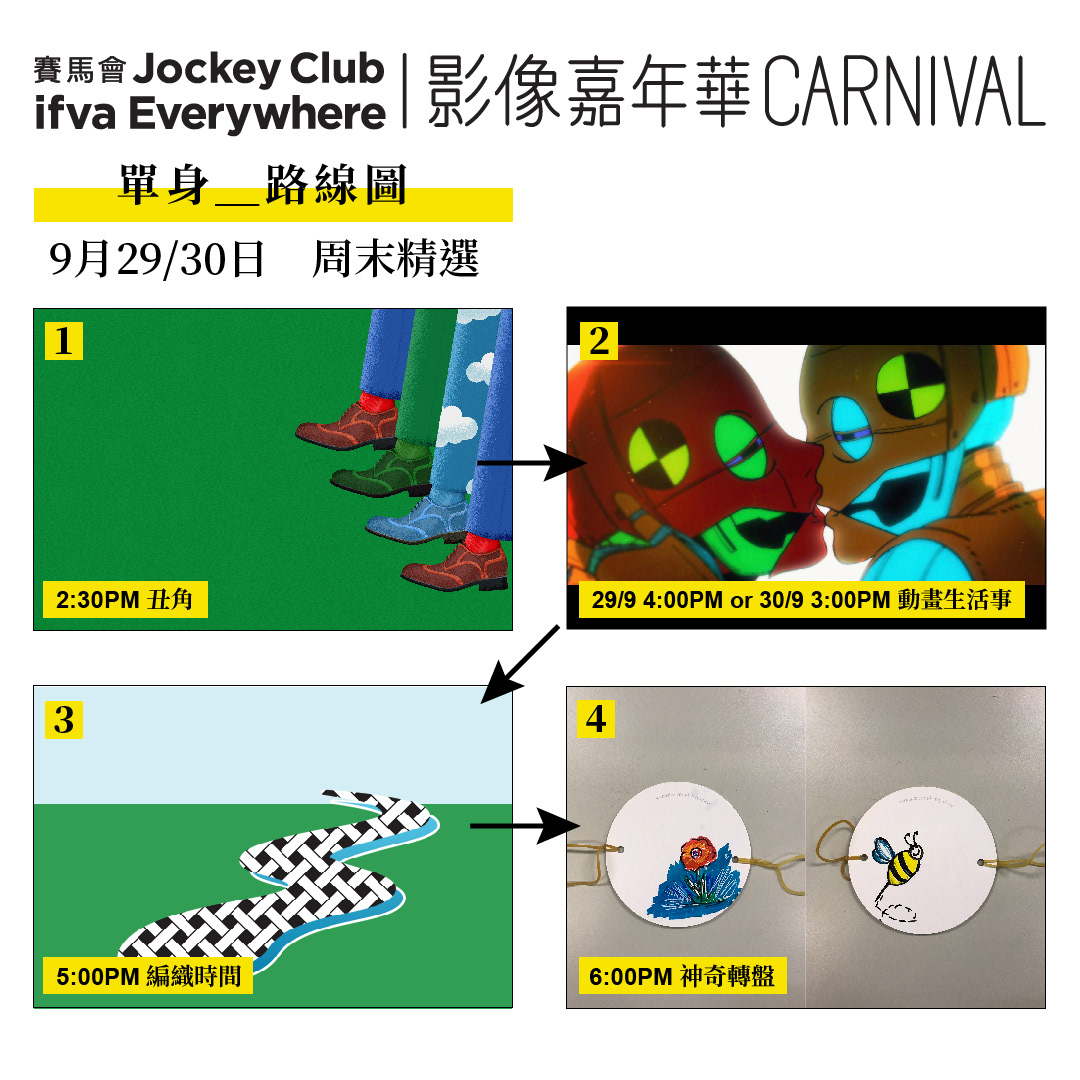 賽馬會 Jockey Club
ifva Everywhere
影像嘉年華 CARNIVAL
單身__路線圖
9月29/30日 周末精選
1
2:30PM 丑角
2
29/9 4:00PM or 30/9 3:00PM 動畫生活事
3
5:00PM 編織時間
4
6:00PM 神奇轉盤